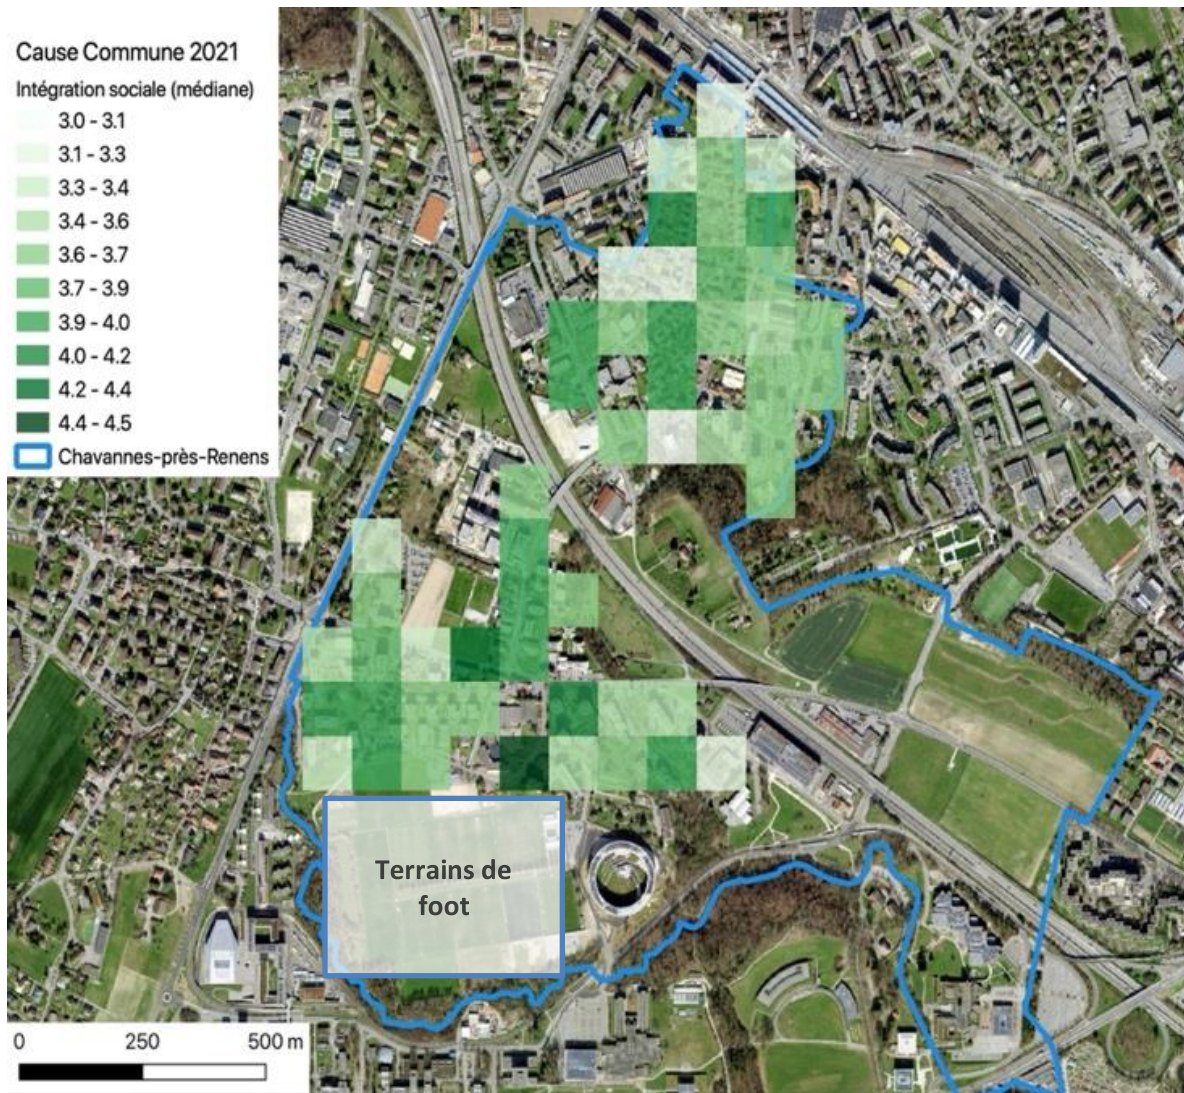 Cause Commune 2021
Intégration sociale (médiane)
3.0 - 3.1
3.1 - 3.3
3.3 - 3.4
3.4 - 3.6
3.6 - 3.7
3.7 - 3.9
3.9 - 4.0
4.0 - 4.2
4.2 - 4.4
4.4 - 4.5
Chavannes-près-Renens
Terrains de
foot
0 250 500 m